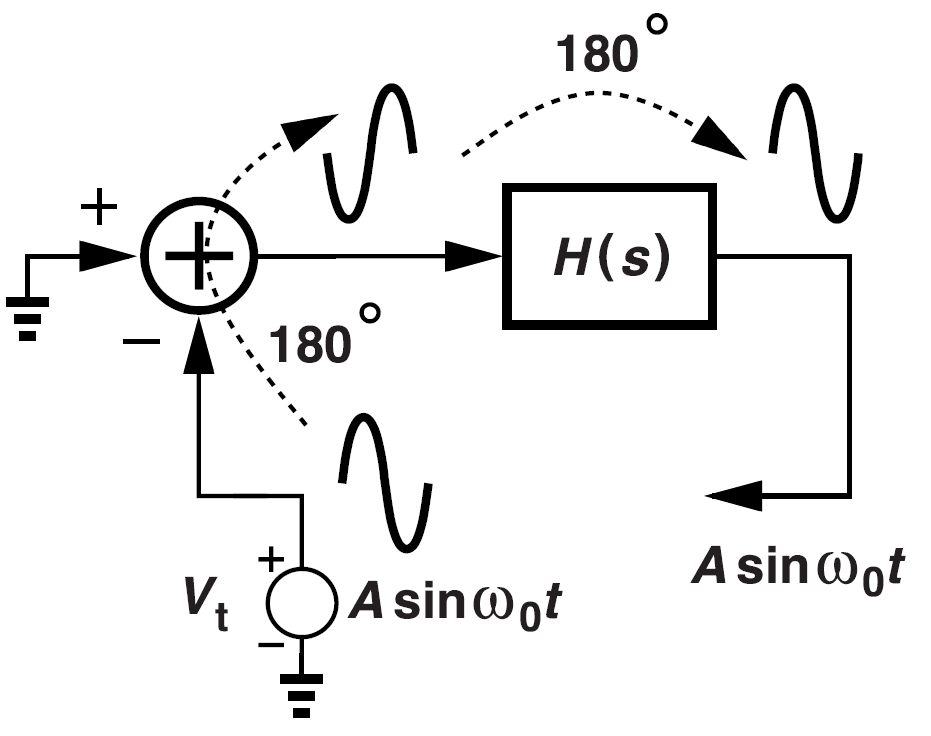 180°
+
+
H(s)
−
180°
+
V_t
A sin ω₀t
−
A sin ω₀t